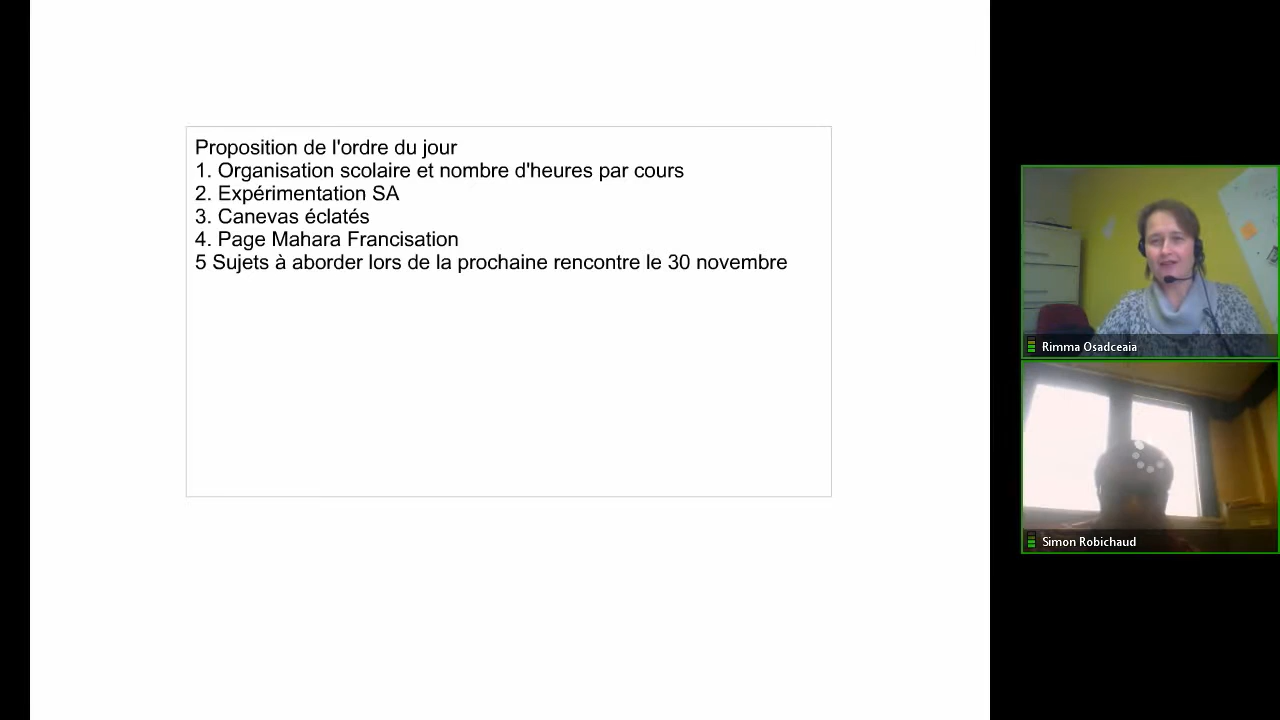 Proposition de l'ordre du jour
1. Organisation scolaire et nombre d'heures par cours
2. Expérimentation SA
3. Canevas éclatés
4. Page Mahara Francisation
5 Sujets à aborder lors de la prochaine rencontre le 30 novembre
Rimma Osadceaia
Simon Robichaud